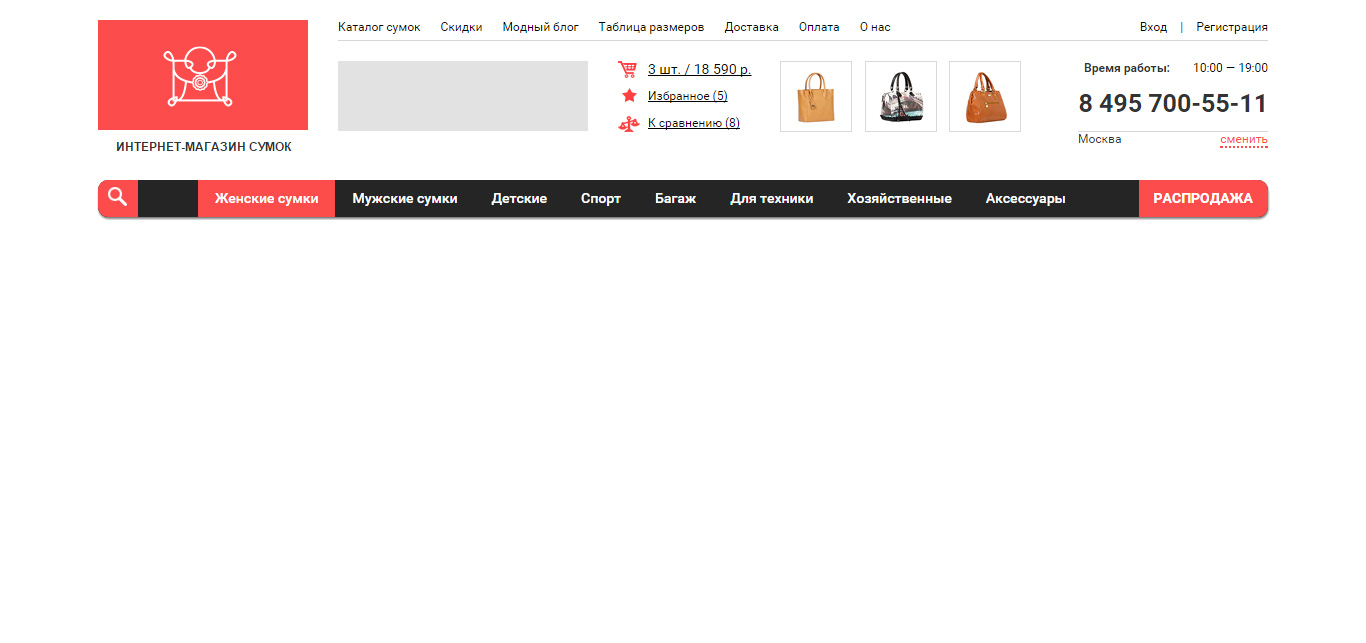 Каталог сумок Скидки Модный блог Таблица размеров Доставка Оплата О нас Вход | Регистрация
ИНТЕРНЕТ-МАГАЗИН СУМОК
3 шт. / 18 590 р.
Избранное (5)
К сравнению (8)
Время работы: 10:00 — 19:00
8 495 700-55-11
Москва сменить
Женские сумки Мужские сумки Детские Спорт Багаж Для техники Хозяйственные Аксессуары РАСПРОДАЖА